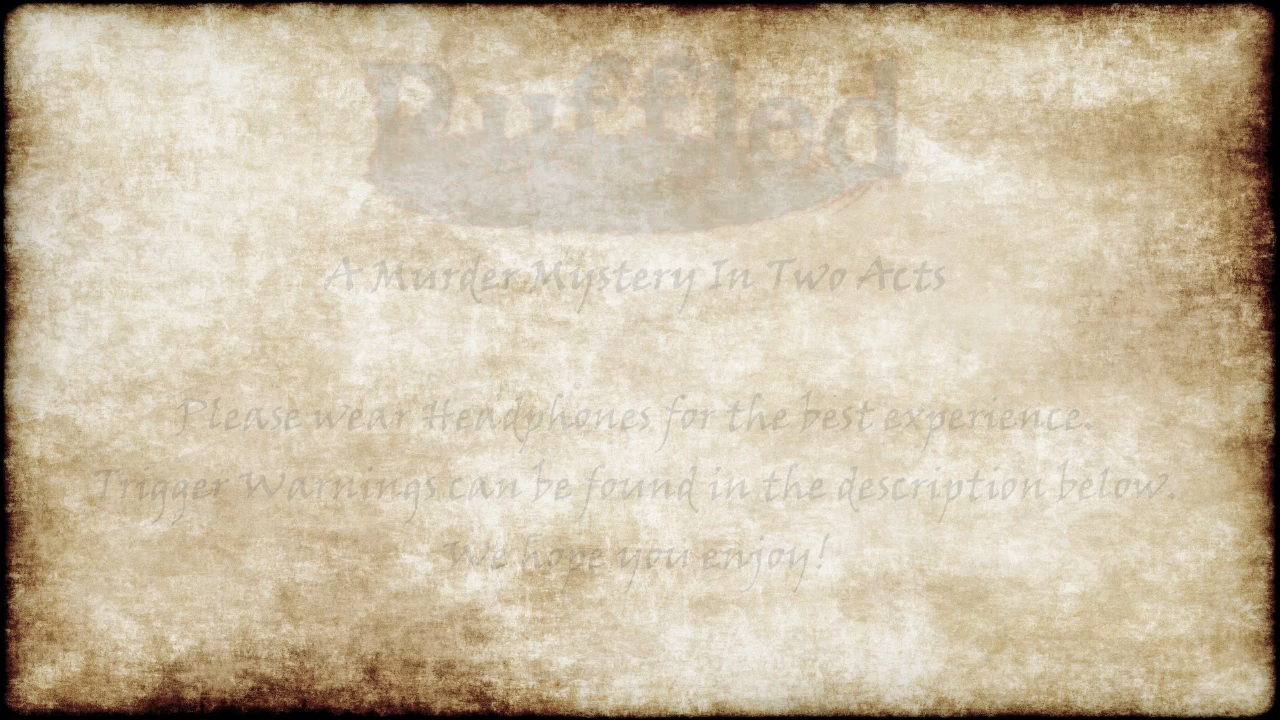 Ruffled
A Murder Mystery In Two Acts
Please wear Headphones for the best experience.
Trigger Warnings can be found in the description below.
We hope you enjoy!